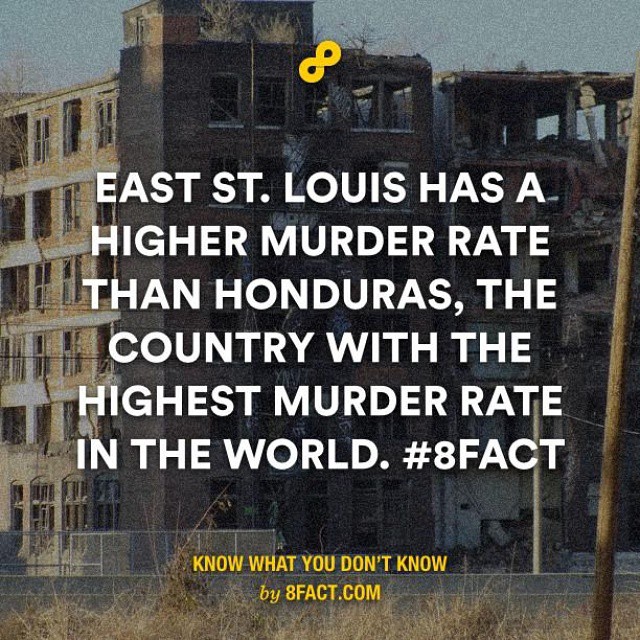 EAST ST. LOUIS HAS A
HIGHER MURDER RATE
THAN HONDURAS, THE
COUNTRY WITH THE
HIGHEST MURDER RATE
IN THE WORLD. #8FACT
KNOW WHAT YOU DON'T KNOW
by 8FACT.COM